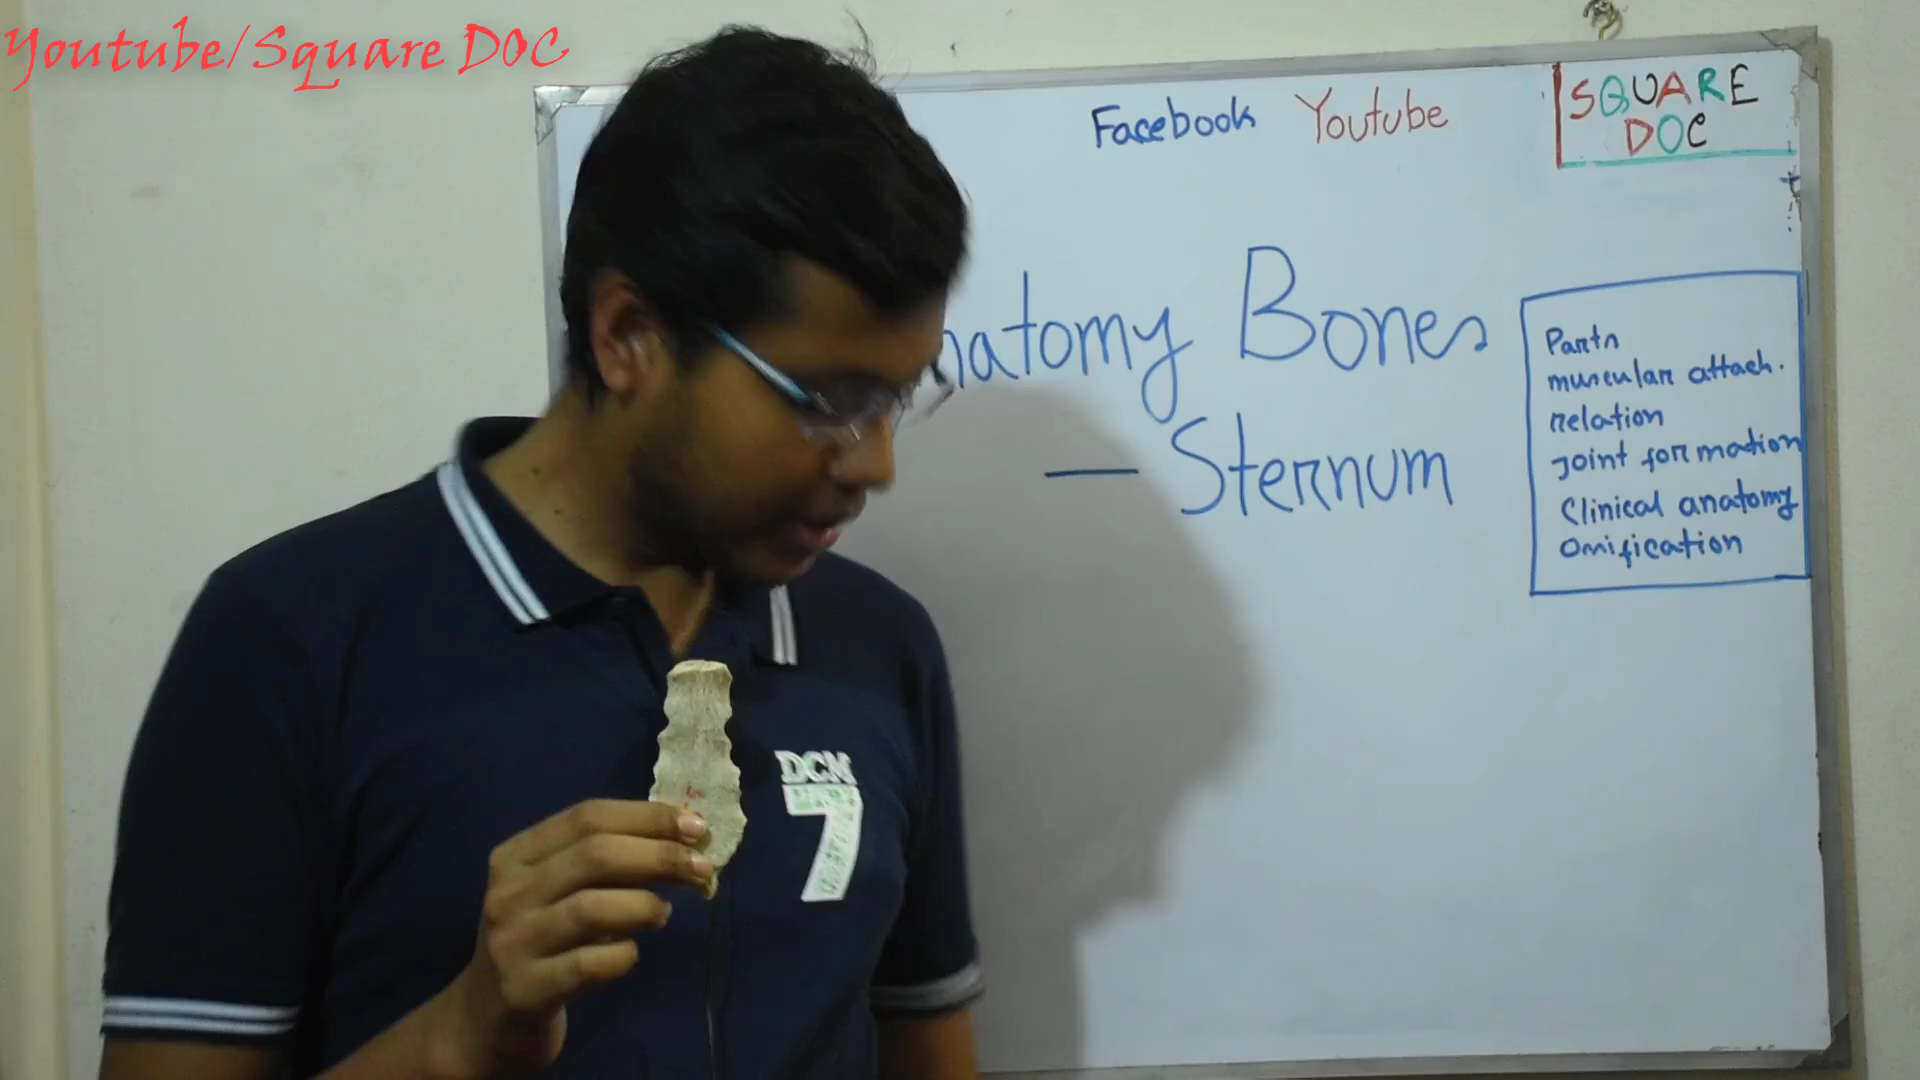 Youtube/Square DOC
Facebook Youtube
SQUARE
DOC
natomy Bones
— Sternum
Parts
muscular attach.
relation
Joint formation
Clinical anatomy
Ossification
DCM
7